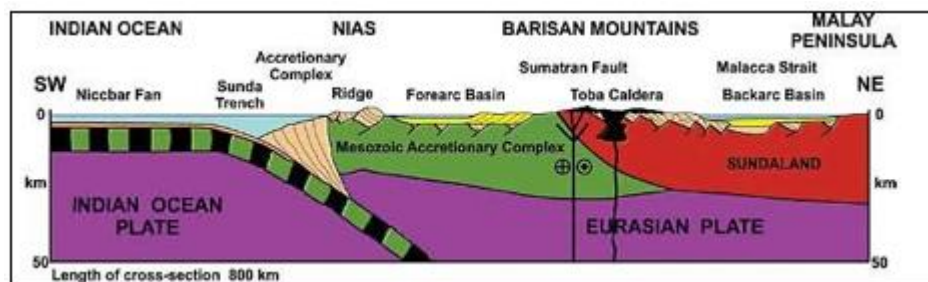 INDIAN OCEAN NIAS BARISAN MOUNTAINS MALAY
PENINSULA
Accretionary
Complex
SW Sumatran Fault Malacca Strait NE
Niccbar Fan Sunda
Trench Ridge Forearc Basin Toba Caldera Backarc Basin
0 0
Mesozoic Accretionary Complex
SUNDALAND
km km
INDIAN OCEAN
PLATE
EURASIAN PLATE
50 50
Length of cross-section 800 km